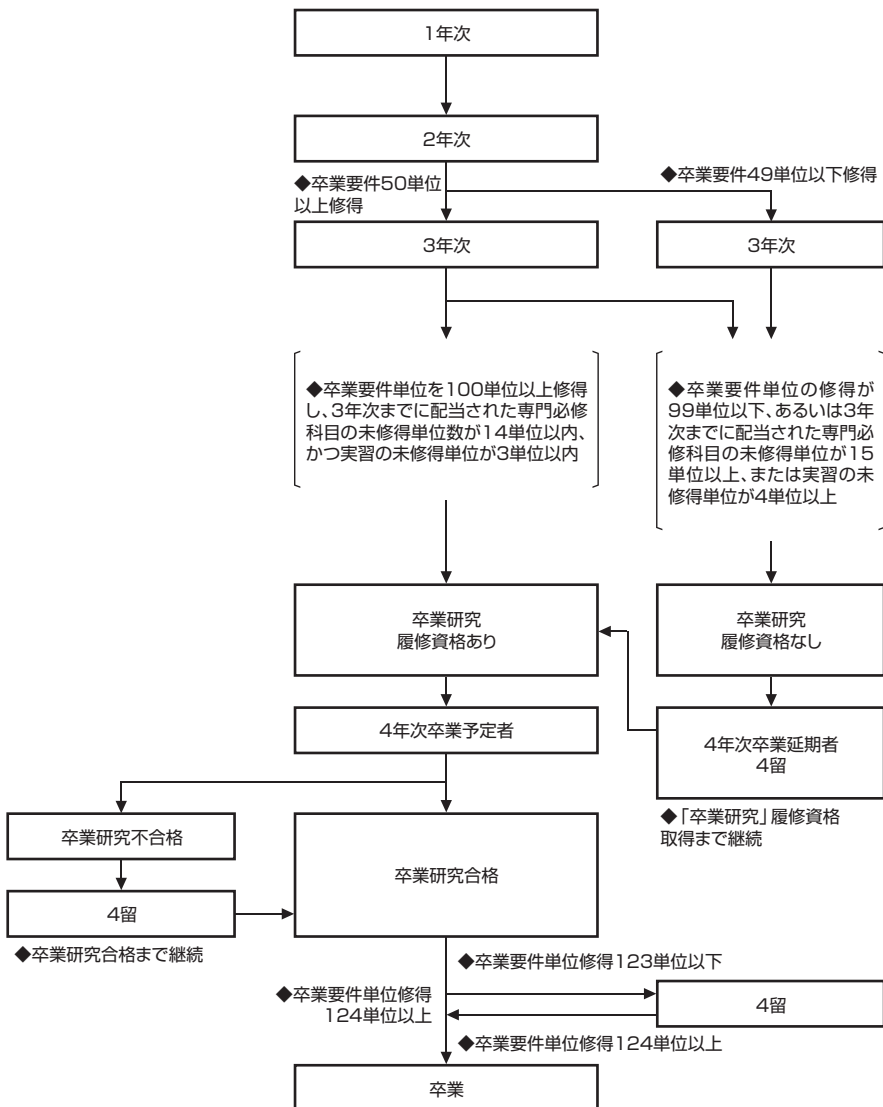 1年次
2年次
◆卒業要件50単位
以上修得
◆卒業要件49単位以下修得
3年次
3年次
◆卒業要件単位を100単位以上修得
し、3年次までに配当された専門必修
科目の未修得単位数が14単位以内、
かつ実習の未修得単位が3単位以内
◆卒業要件単位の修得が
99単位以下、あるいは3年
次までに配当された専門必
修科目の未修得単位が15
単位以上、または実習の未
修得単位が4単位以上
卒業研究
履修資格あり
卒業研究
履修資格なし
4年次卒業予定者
4年次卒業延期者
4留
◆「卒業研究」履修資格
取得まで継続
卒業研究不合格
卒業研究合格
4留
◆卒業研究合格まで継続
◆卒業要件単位修得123単位以下
◆卒業要件単位修得
124単位以上
4留
◆卒業要件単位修得124単位以上
卒業